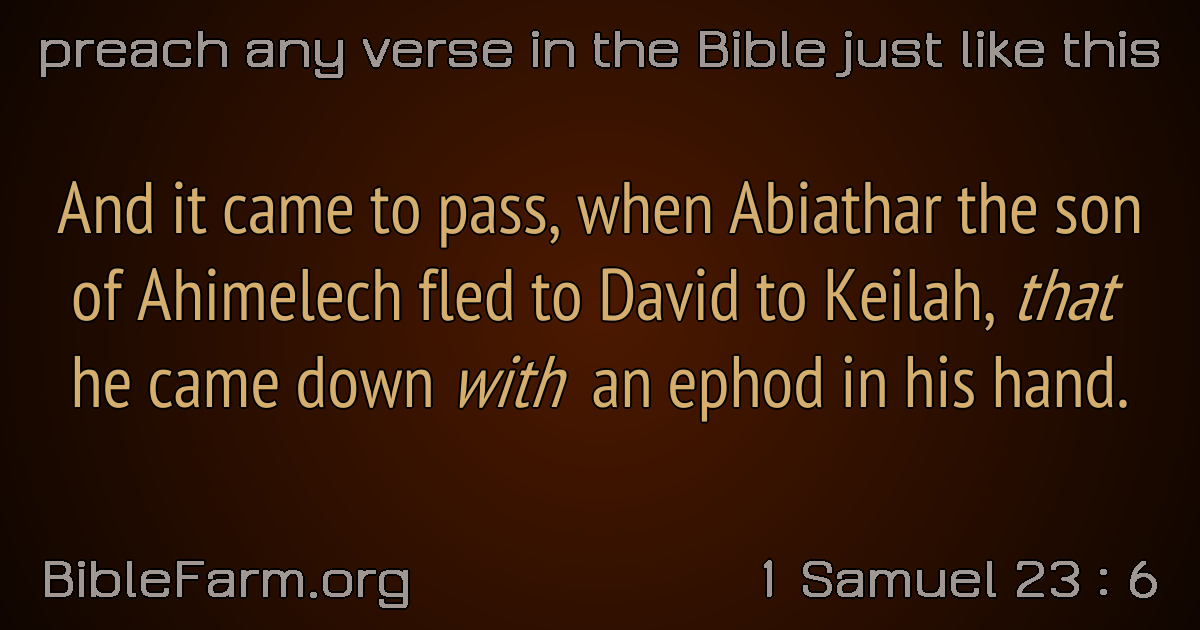 preach any verse in the Bible just like this
And it came to pass, when Abiathar the son
of Ahimelech fled to David to Keilah, that
he came down with an ephod in his hand.
BibleFarm.org
1 Samuel 23 : 6